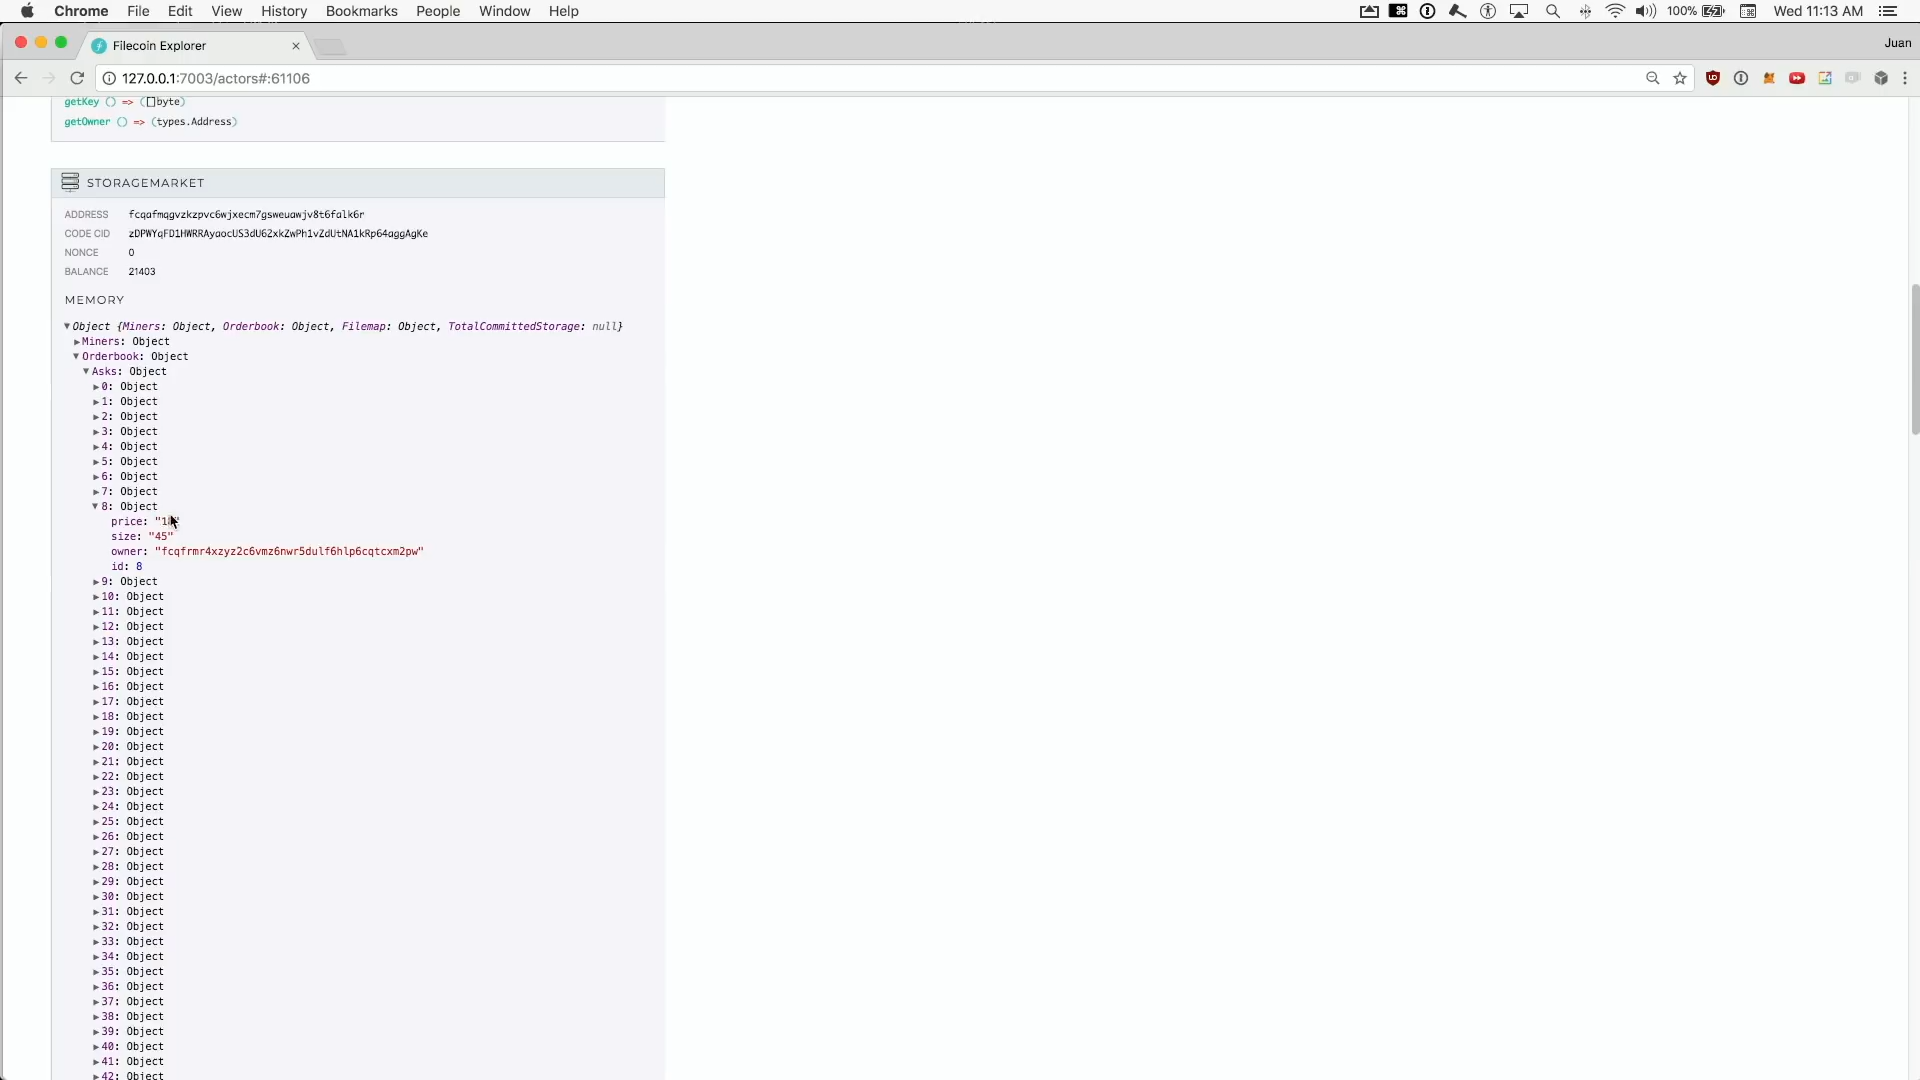 Chrome File Edit View History Bookmarks People Window Help 100% Wed 11:13 AM
Filecoin Explorer Juan
127.0.0.1:7003/actors#:61106
getKey () => ([]byte)
getOwner () => (types.Address)
STORAGEMARKET
ADDRESS fcqafmqgvzkzpvc6wjxecm7gsweuawjv8t6falk6r
CODE CID zDPWYqFD1HWRRAyaocUS3dU6ZxkZwPh1vZdUtNA1kRp64aggAgKe
NONCE 0
BALANCE 21403
MEMORY
Object {Miners: Object, Orderbook: Object, Filemap: Object, TotalCommittedStorage: null}
Miners: Object
Orderbook: Object
Asks: Object
0: Object
1: Object
2: Object
3: Object
4: Object
5: Object
6: Object
7: Object
8: Object
price:
size: "45"
owner: "fcqfrmr4xzyz2c6vmz6nwr5dulf6hlp6cqtcxm2pw"
id: 8
9: Object
10: Object
11: Object
12: Object
13: Object
14: Object
15: Object
16: Object
17: Object
18: Object
19: Object
20: Object
21: Object
22: Object
23: Object
24: Object
25: Object
26: Object
27: Object
28: Object
29: Object
30: Object
31: Object
32: Object
33: Object
34: Object
35: Object
36: Object
37: Object
38: Object
39: Object
40: Object
41: Object
42: Object